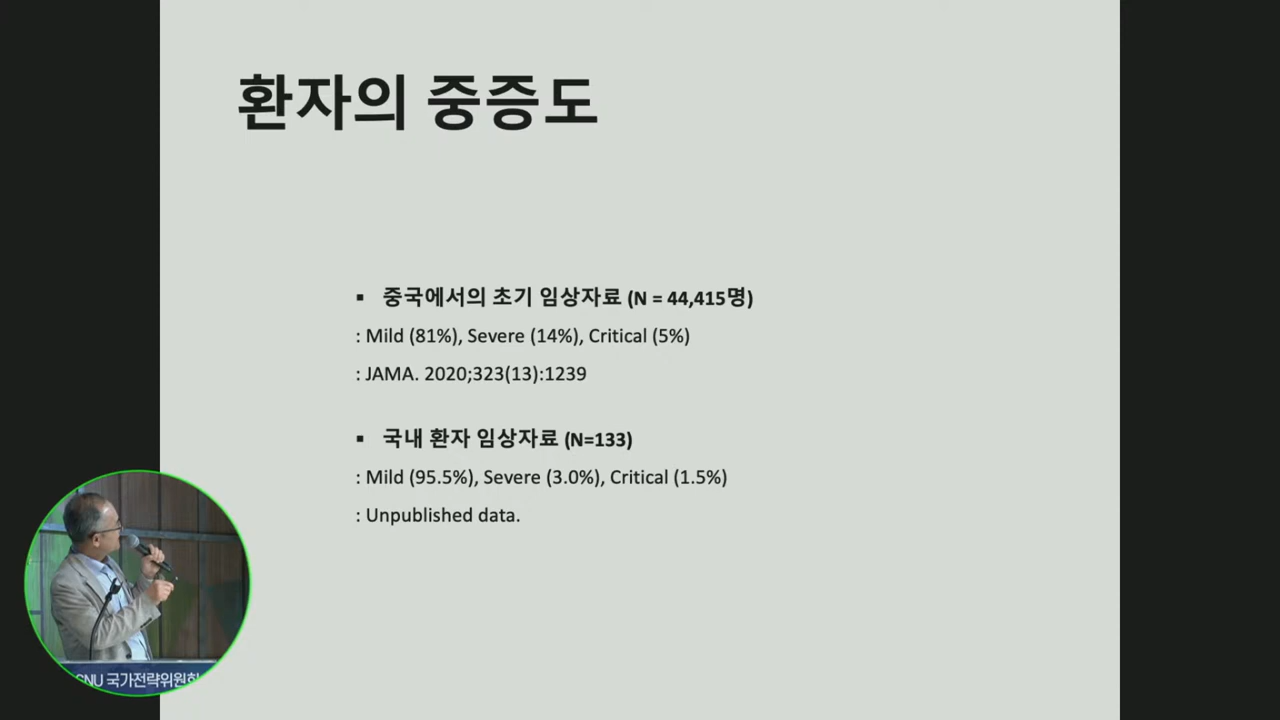 환자의 중증도
▪ 중국에서의 초기 임상자료 (N = 44,415명)
: Mild (81%), Severe (14%), Critical (5%)
: JAMA. 2020;323(13):1239
▪ 국내 환자 임상자료 (N=133)
: Mild (95.5%), Severe (3.0%), Critical (1.5%)
: Unpublished data.
SNU 국가전략위원회